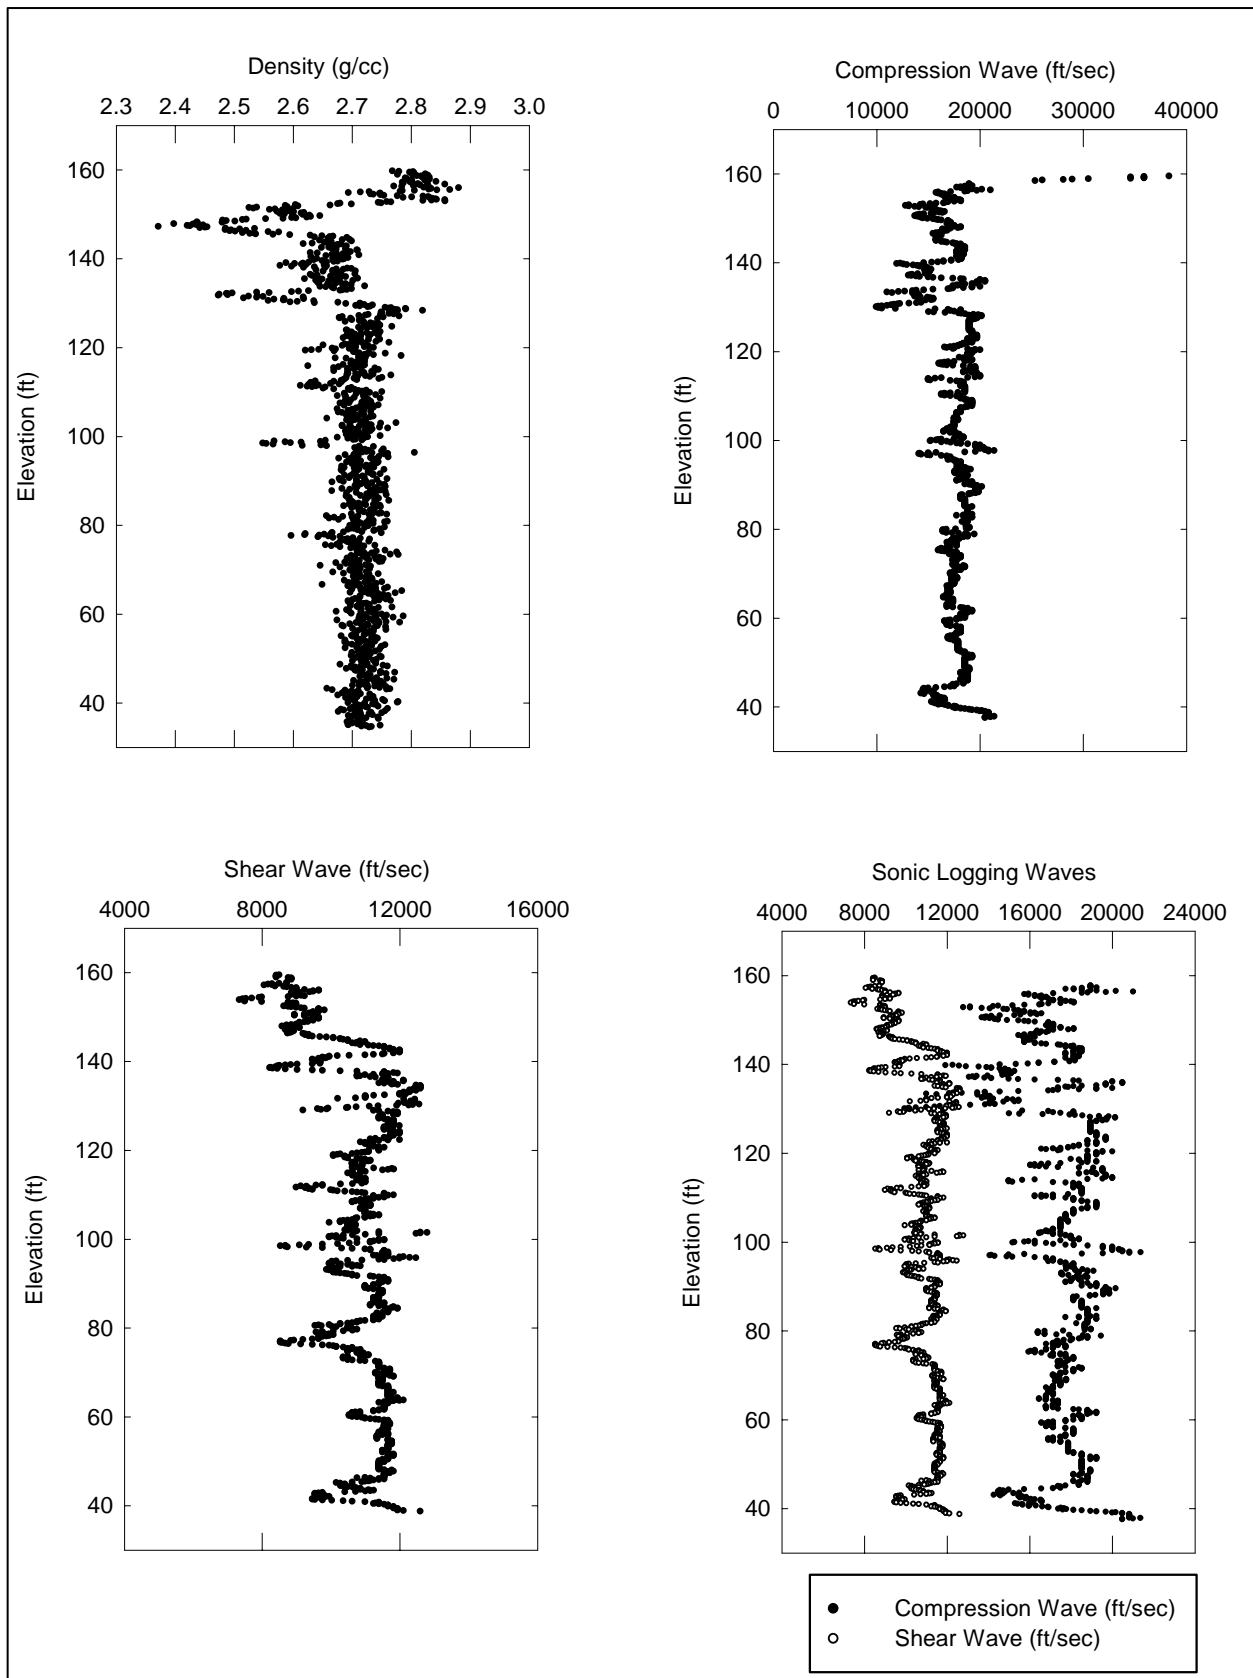 Density (g/cc)
2.3 2.4 2.5 2.6 2.7 2.8 2.9 3.0
Elevation (ft)
160
140
120
100
80
60
40
Compression Wave (ft/sec)
0 10000 20000 30000 40000
Elevation (ft)
160
140
120
100
80
60
40
Shear Wave (ft/sec)
4000 8000 12000 16000
Elevation (ft)
160
140
120
100
80
60
40
Sonic Logging Waves
4000 8000 12000 16000 20000 24000
Elevation (ft)
160
140
120
100
80
60
40
Compression Wave (ft/sec)
Shear Wave (ft/sec)